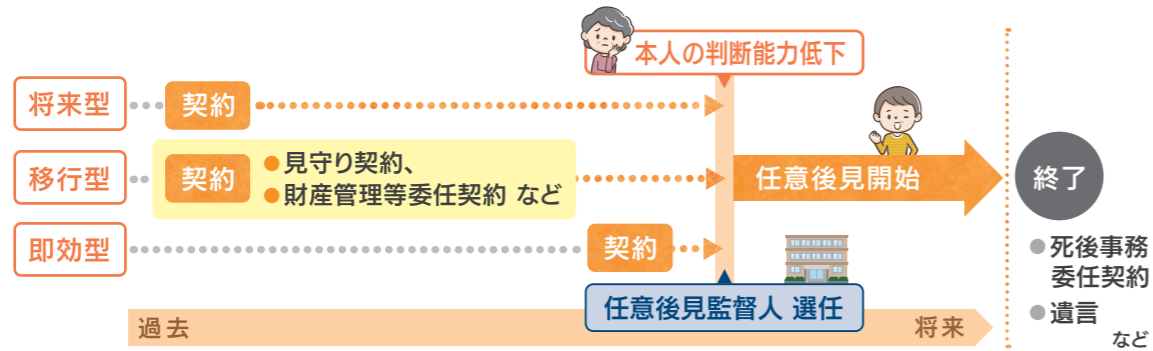 本人の判断能力低下
将来型
契約
移行型
契約
●見守り契約、
●財産管理等委任契約 など
任意後見開始
即効型
契約
任意後見監督人 選任
過去
将来
終了
●死後事務
委任契約
●遺言
など